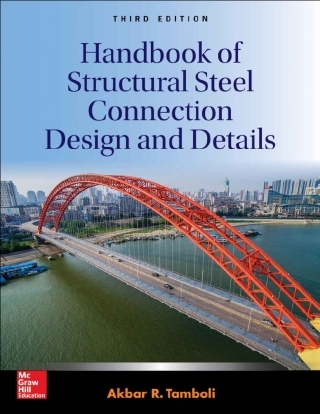 THIRD EDITION
Handbook of
Structural Steel
Connection
Design and Details
Mc
Graw
Hill
Education
Akbar R. Tamboli